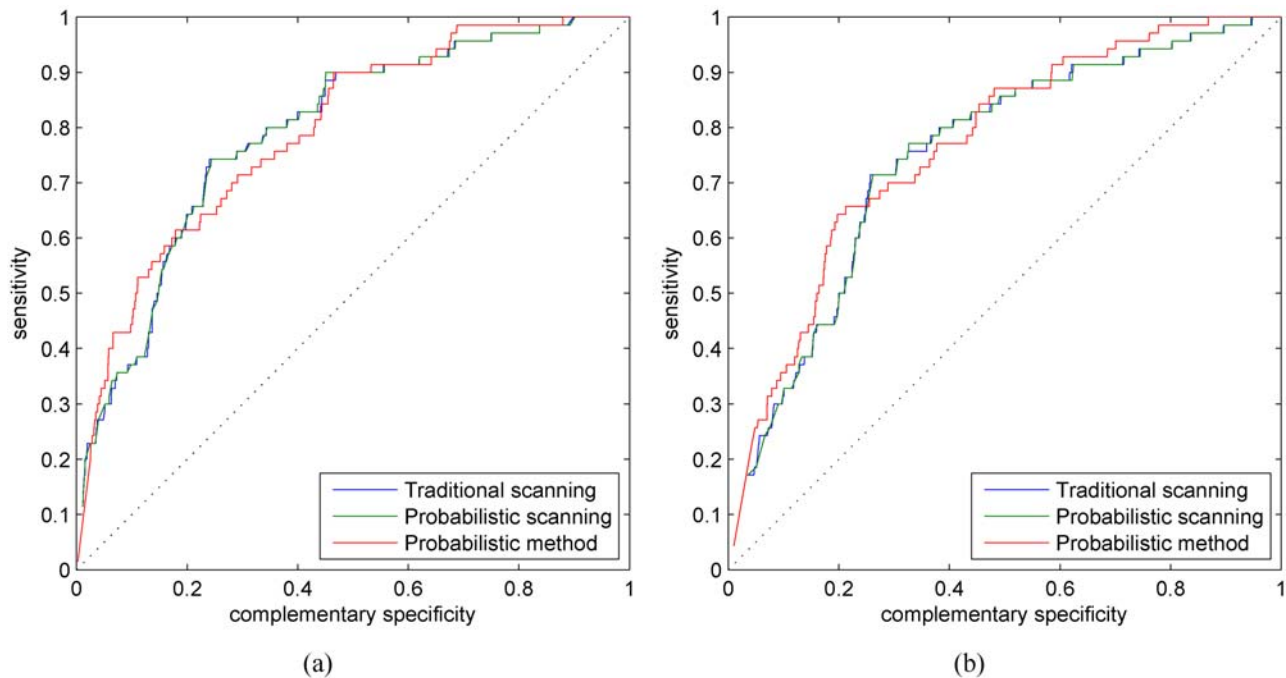 1
0.9
0.8
0.7
0.6
0.5
0.4
0.3
0.2
0.1
0
sensitivity
Traditional scanning
Probabilistic scanning
Probabilistic method
0 0.2 0.4 0.6 0.8 1
complementary specificity
(a)
1
0.9
0.8
0.7
0.6
0.5
0.4
0.3
0.2
0.1
0
sensitivity
Traditional scanning
Probabilistic scanning
Probabilistic method
0 0.2 0.4 0.6 0.8 1
complementary specificity
(b)